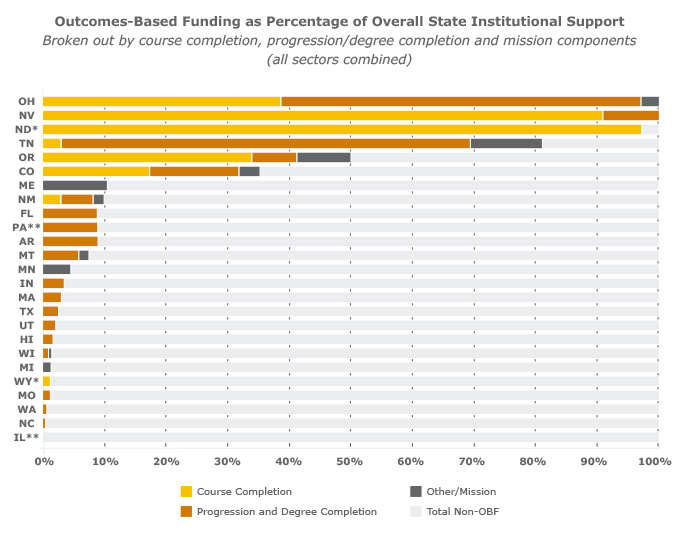 Outcomes-Based Funding as Percentage of Overall State Institutional Support
Broken out by course completion, progression/degree completion and mission components
(all sectors combined)
OH
NV
ND*
TN
OR
CO
ME
NM
FL
PA**
AR
MT
MN
IN
MA
TX
UT
HI
WI
MI
WY*
MO
WA
NC
IL**
0% 10% 20% 30% 40% 50% 60% 70% 80% 90% 100%
Course Completion
Other/Mission
Progression and Degree Completion
Total Non-OBF